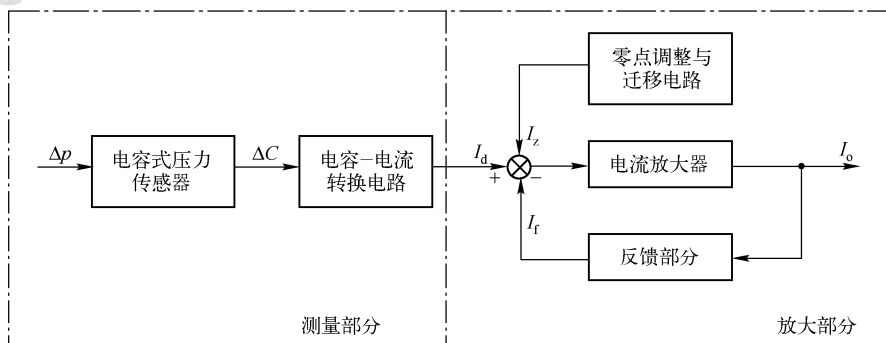 零点调整与
迁移电路
I_z
Δp
电容式压力
传感器
ΔC
电容−电流
转换电路
I_d
+
−
电流放大器
I_o
I_f
反馈部分
测量部分
放大部分